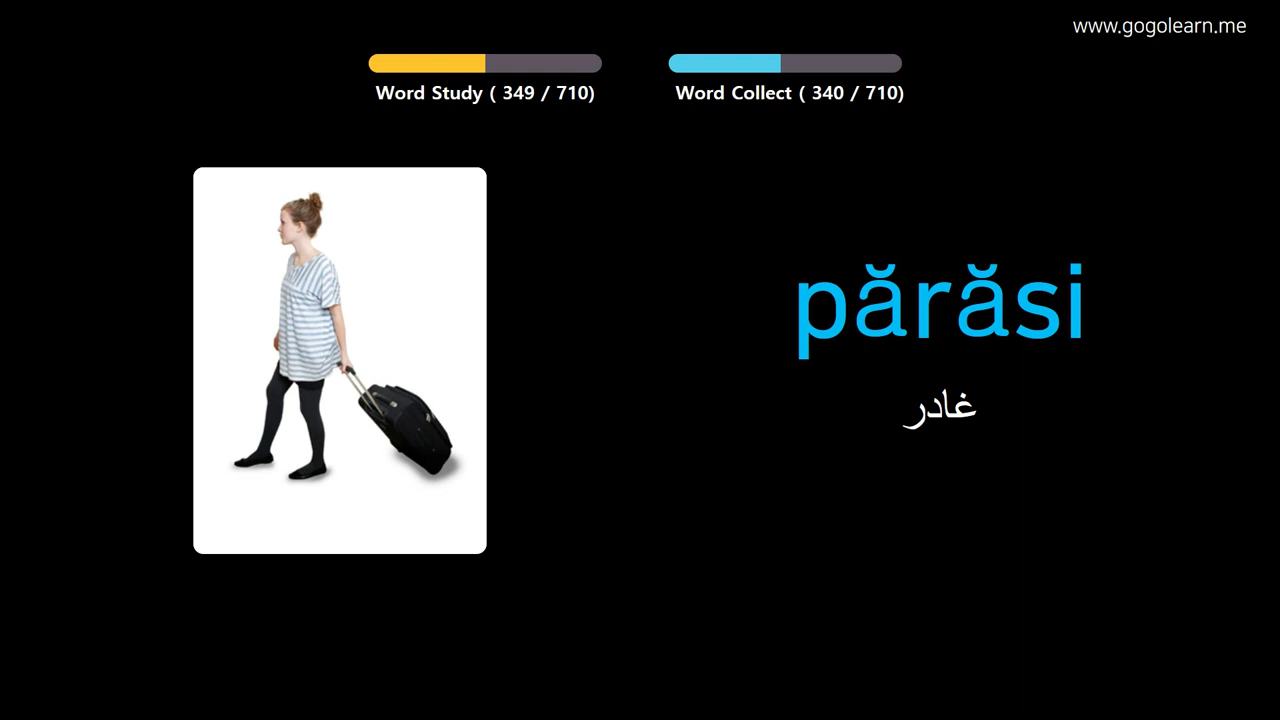 www.gogolearn.me
Word Study ( 349 / 710)
Word Collect ( 340 / 710)
părăsi
غادر